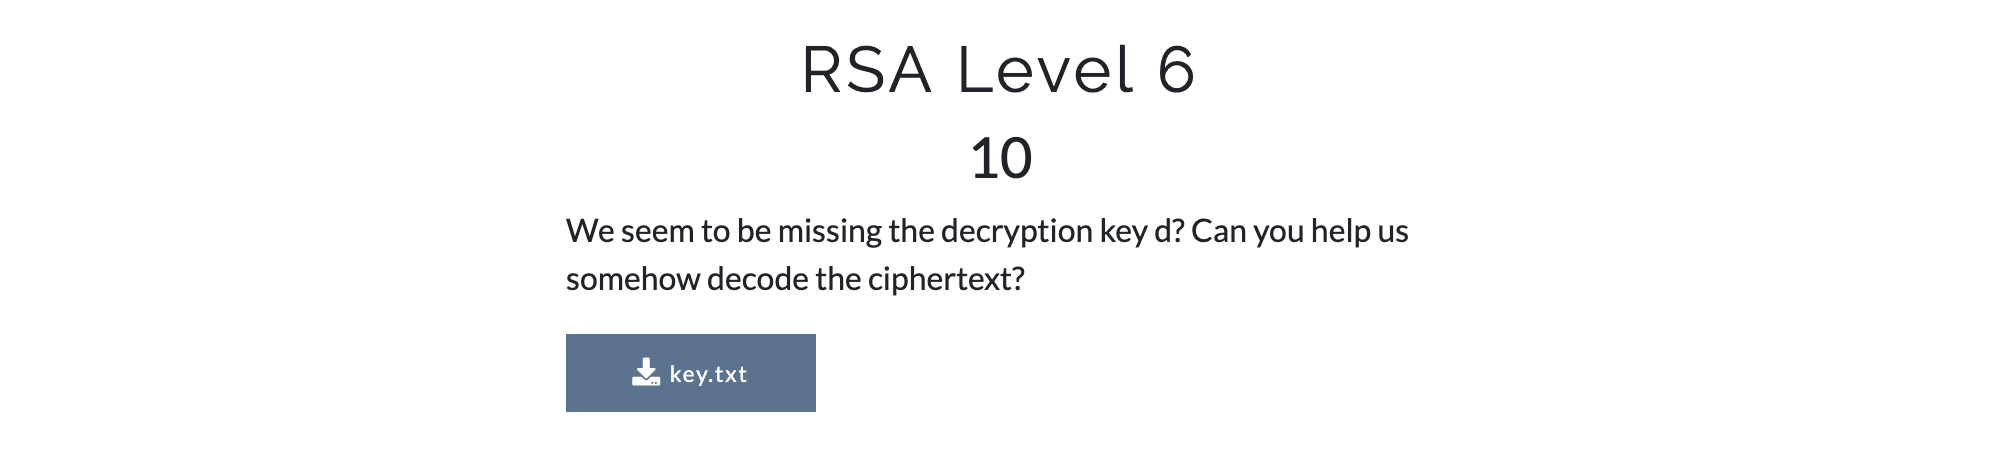 RSA Level 6
10
We seem to be missing the decryption key d? Can you help us
somehow decode the ciphertext?
key.txt